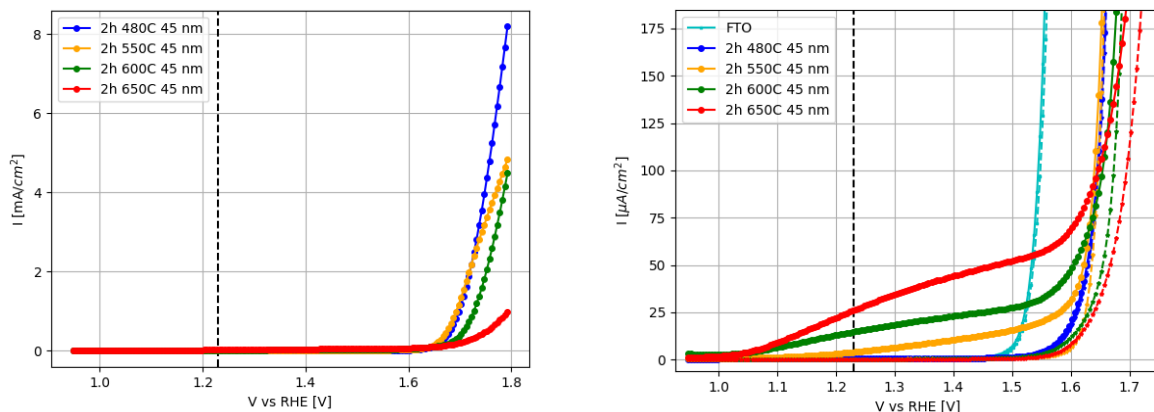 2h 480C 45 nm
2h 550C 45 nm
2h 600C 45 nm
2h 650C 45 nm
8
6
4
2
0
I [mA/cm²]
1.0
1.2
1.4
1.6
1.8
V vs RHE [V]
FTO
2h 480C 45 nm
2h 550C 45 nm
2h 600C 45 nm
2h 650C 45 nm
175
150
125
100
75
50
25
0
I [μA/cm²]
1.0
1.1
1.2
1.3
1.4
1.5
1.6
1.7
V vs RHE [V]